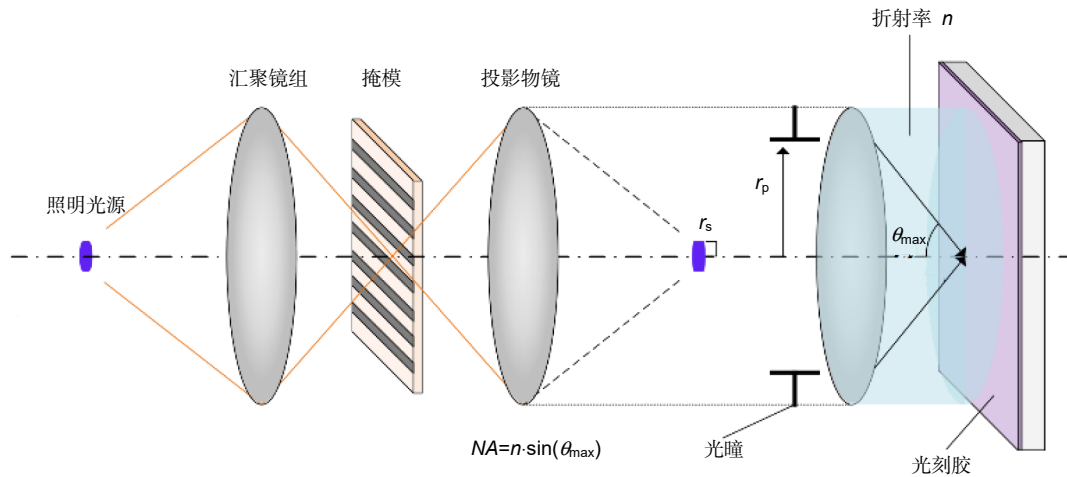 折射率 n
汇聚镜组
掩模
投影物镜
照明光源
rp
rs
θmax
NA=n·sin(θmax)
光瞳
光刻胶